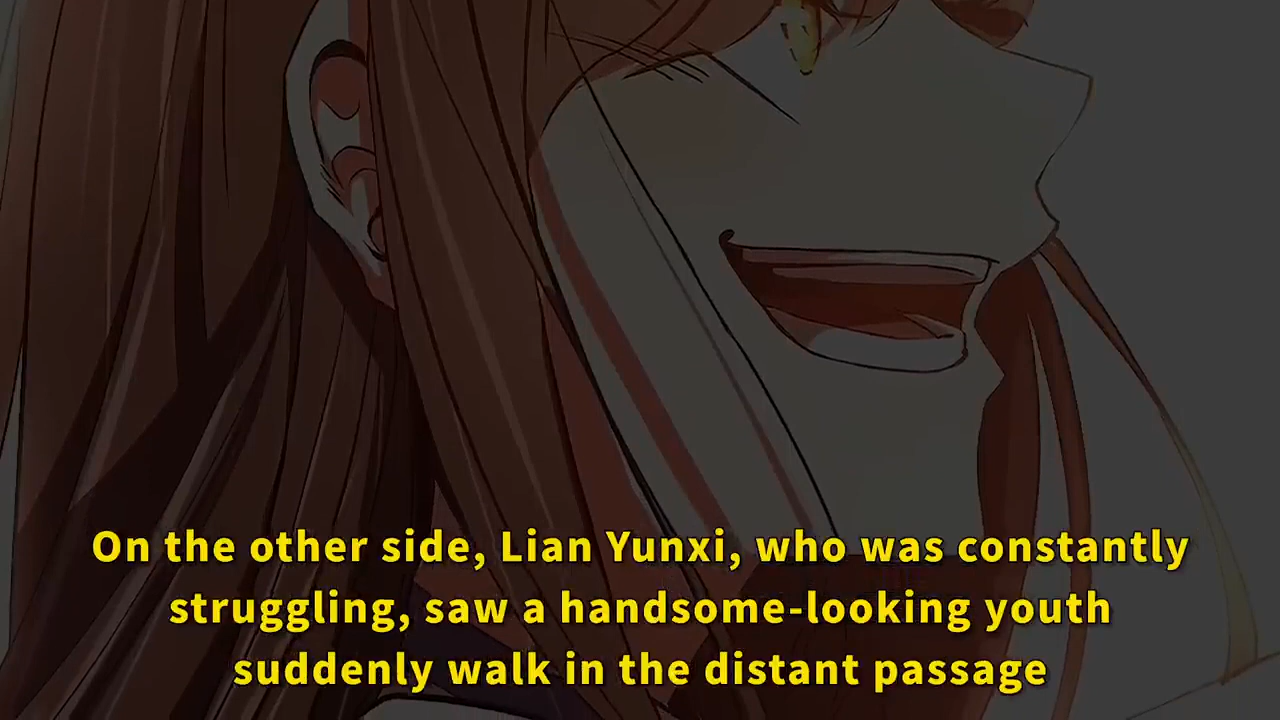 On the other side, Lian Yunxi, who was constantly
struggling, saw a handsome-looking youth
suddenly walk in the distant passage